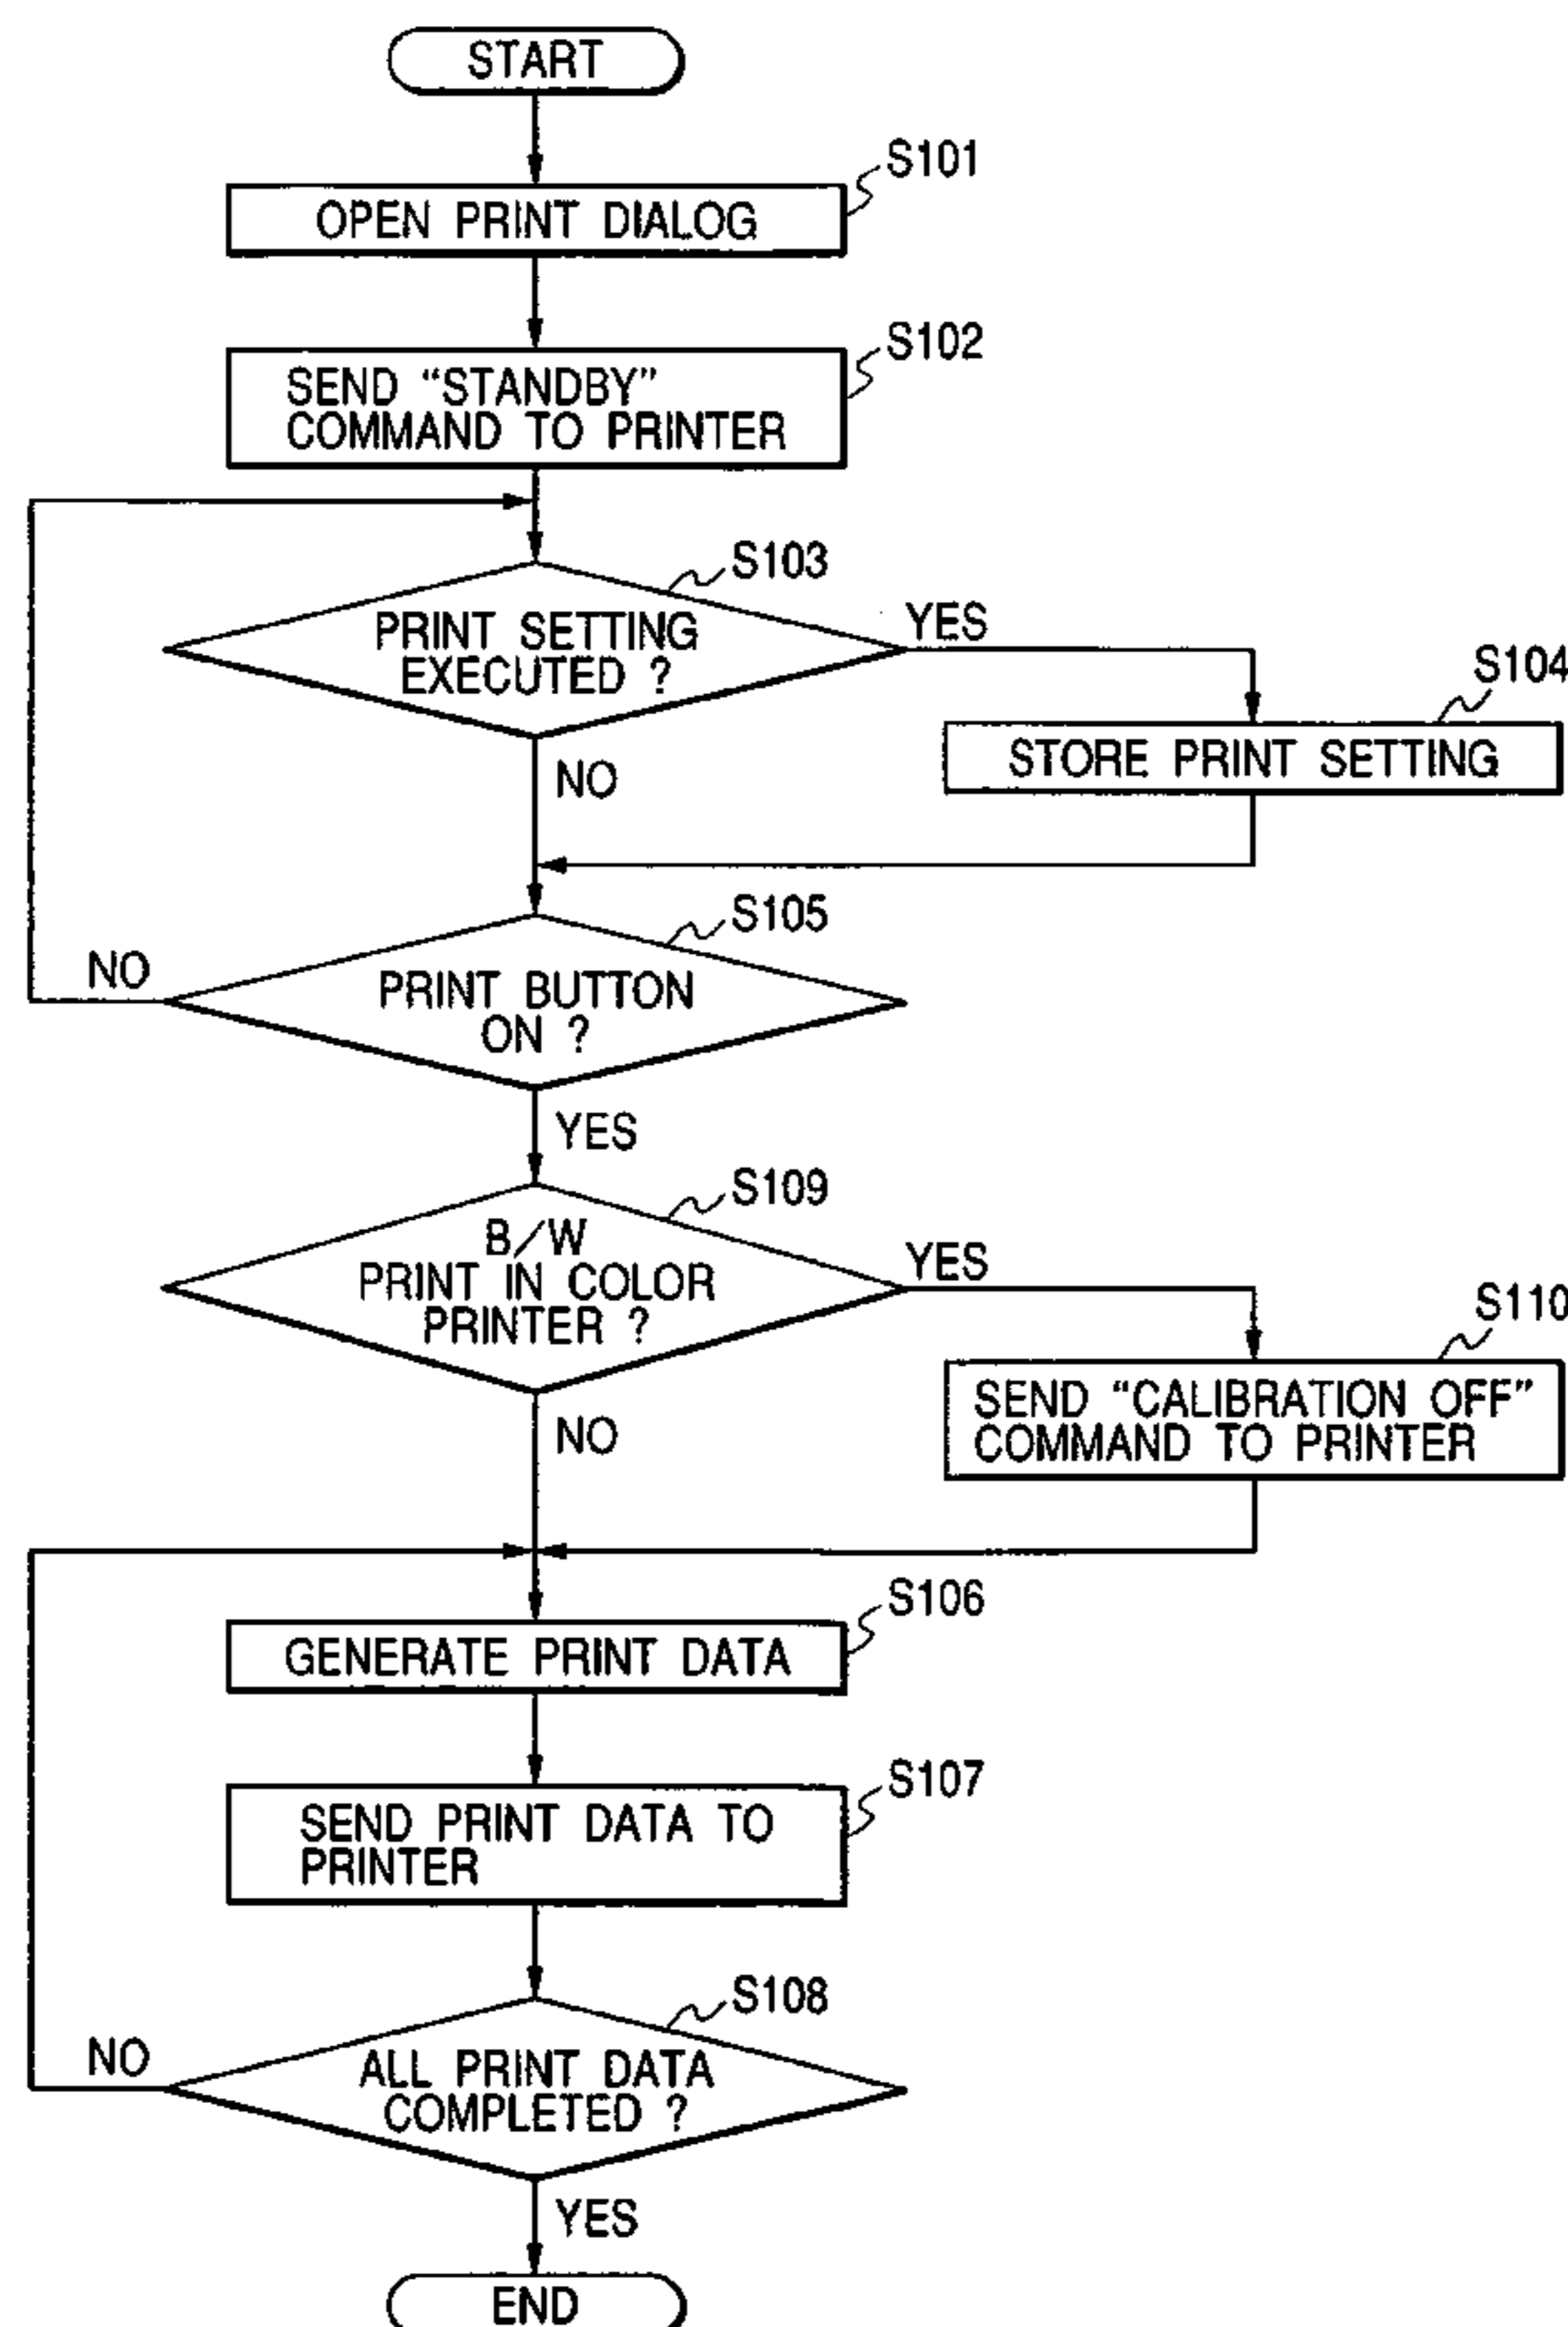 START
S101
OPEN PRINT DIALOG
S102
SEND “STANDBY”
COMMAND TO PRINTER
S103
PRINT SETTING
EXECUTED ?
YES
S104
STORE PRINT SETTING
NO
S105
NO
PRINT BUTTON
ON ?
YES
S109
B/W
PRINT IN COLOR
PRINTER ?
YES
S110
SEND “CALIBRATION OFF”
COMMAND TO PRINTER
NO
S106
GENERATE PRINT DATA
S107
SEND PRINT DATA TO
PRINTER
S108
NO
ALL PRINT DATA
COMPLETED ?
YES
END